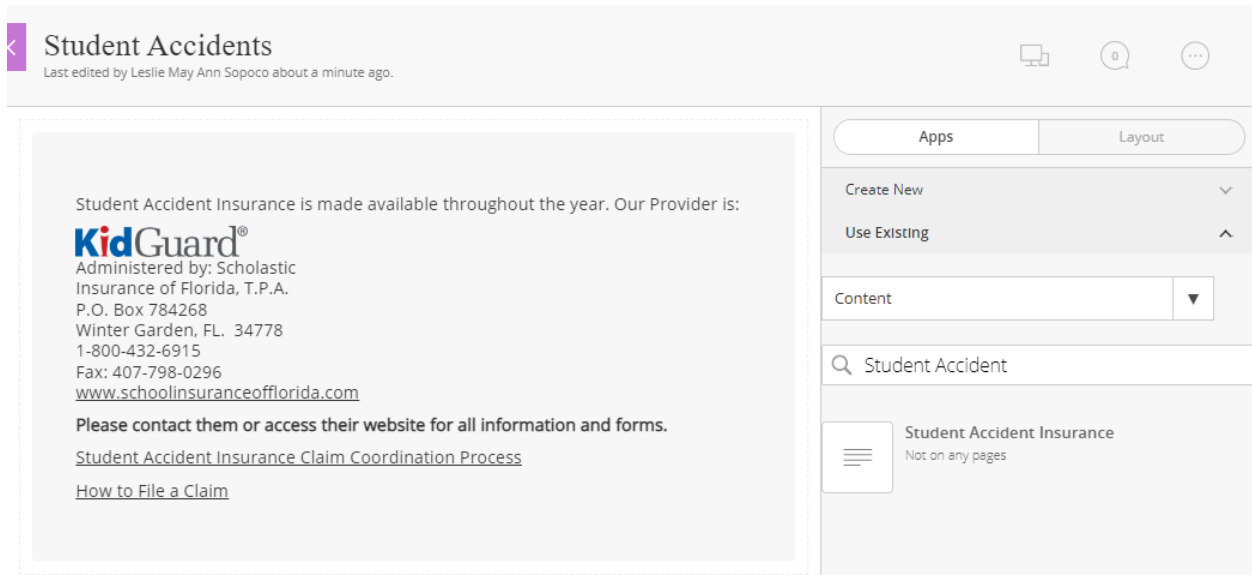 Student Accidents
Last edited by Leslie May Ann Sopoco about a minute ago.
0
Apps
Layout
Student Accident Insurance is made available throughout the year. Our Provider is:
KidGuard®
Administered by: Scholastic
Insurance of Florida, T.P.A.
P.O. Box 784268
Winter Garden, FL. 34778
1-800-432-6915
Fax: 407-798-0296
www.schoolinsuranceofflorida.com
Please contact them or access their website for all information and forms.
Student Accident Insurance Claim Coordination Process
How to File a Claim
Create New
Use Existing
Content
Student Accident
Student Accident Insurance
Not on any pages